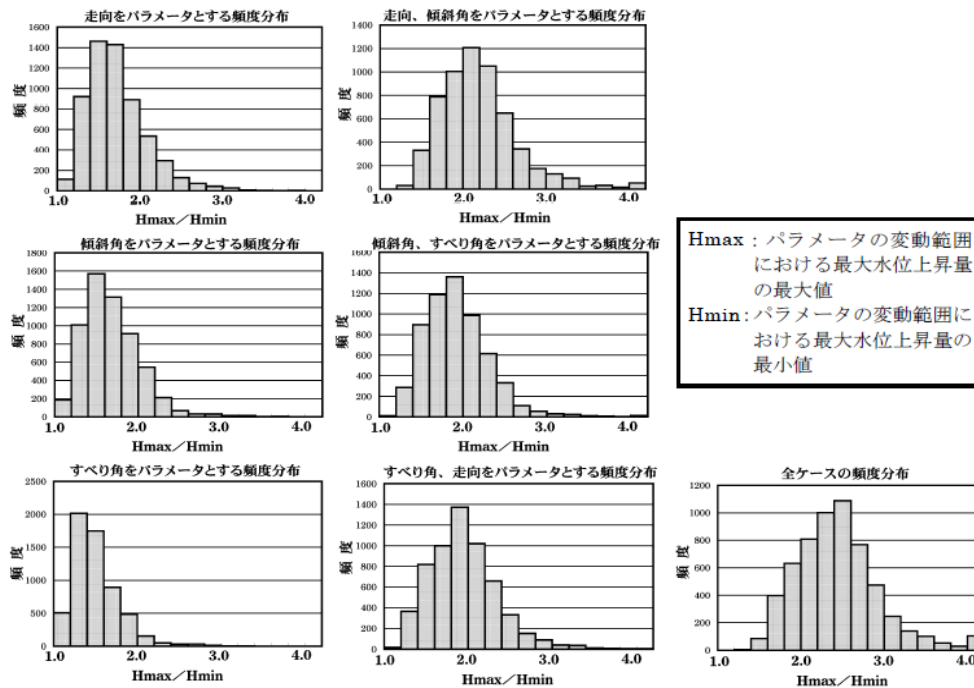 走向をパラメータとする頻度分布
1600
1400
1200
1000
800
600
400
200
0
頻 度
1.0 2.0 3.0 4.0
Hmax／Hmin
走向、傾斜角をパラメータとする頻度分布
1400
1200
1000
800
600
400
200
0
頻 度
1.0 2.0 3.0 4.0
Hmax／Hmin
傾斜角をパラメータとする頻度分布
1800
1600
1400
1200
1000
800
600
400
200
0
頻 度
1.0 2.0 3.0 4.0
Hmax／Hmin
傾斜角、すべり角をパラメータとする頻度分布
1600
1400
1200
1000
800
600
400
200
0
頻 度
1.0 2.0 3.0 4.0
Hmax／Hmin
Hmax：パラメータの変動範囲
における最大水位上昇量
の最大値
Hmin：パラメータの変動範囲に
おける最大水位上昇量の
最小値
すべり角をパラメータとする頻度分布
2500
2000
1500
1000
500
0
頻 度
1.0 2.0 3.0 4.0
Hmax／Hmin
すべり角、走向をパラメータとする頻度分布
1600
1400
1200
1000
800
600
400
200
0
頻 度
1.0 2.0 3.0 4.0
Hmax／Hmin
全ケースの頻度分布
1200
1000
800
600
400
200
0
頻 度
1.0 2.0 3.0 4.0
Hmax／Hmin